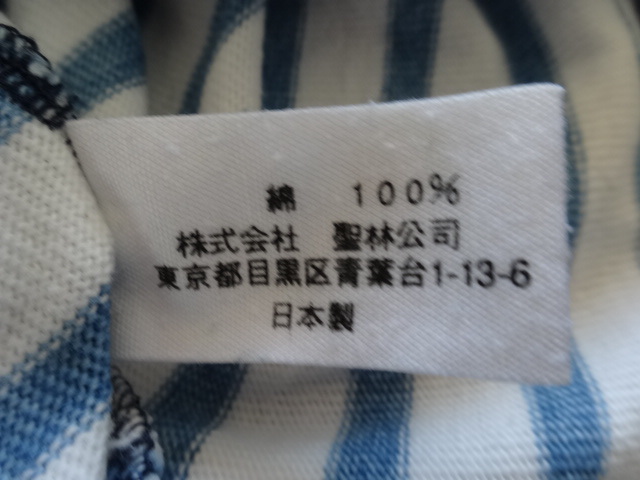 綿　100%
株式会社　聖林公司
東京都目黒区青葉台1-13-6
日本製